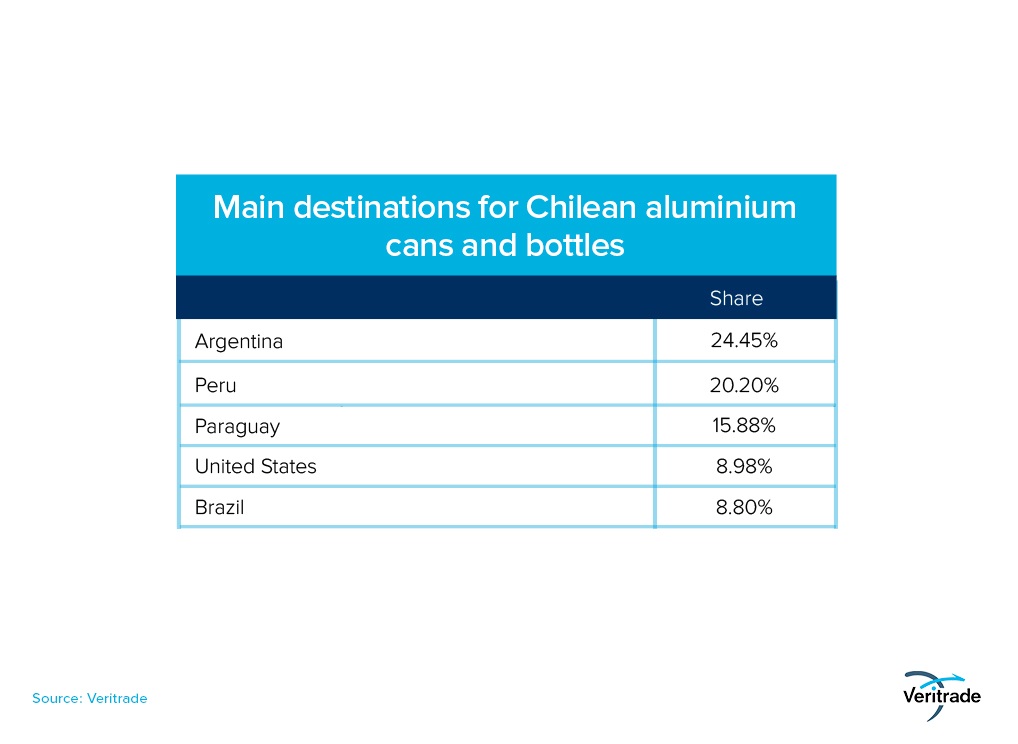 Main destinations for Chilean aluminium
cans and bottles
Share
Argentina 24.45%
Peru 20.20%
Paraguay 15.88%
United States 8.98%
Brazil 8.80%
Source: Veritrade
Veritrade